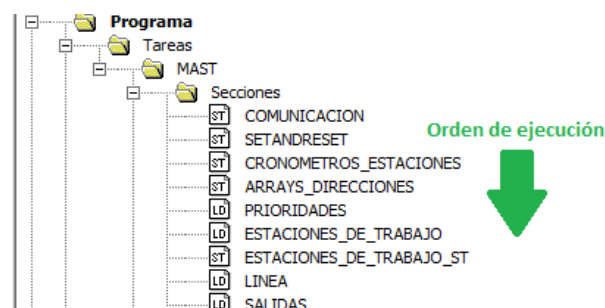 Programa
Tareas
MAST
Secciones
ST COMUNICACION
ST SETANDRESET
Orden de ejecución
ST CRONOMETROS_ESTACIONES
ST ARRAYS_DIRECCIONES
LD PRIORIDADES
LD ESTACIONES_DE_TRABAJO
ST ESTACIONES_DE_TRABAJO_ST
LD LINEA
LD SALIDAS